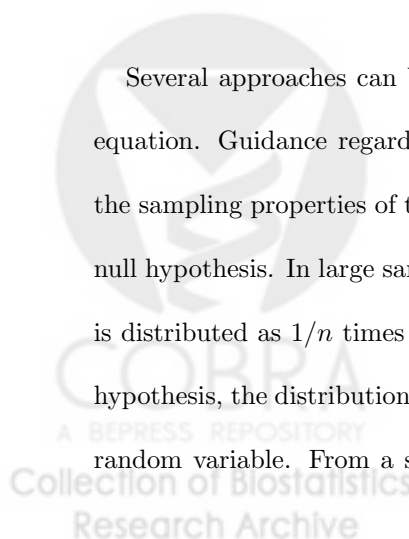 Several approaches can
equation. Guidance regard
the sampling properties of
null hypothesis. In large
is distributed as 1/n times
hypothesis, the distribution
random variable. From a
COBRA
A BEPRESS REPOSITORY
Collection of Biostatistics
Research Archive